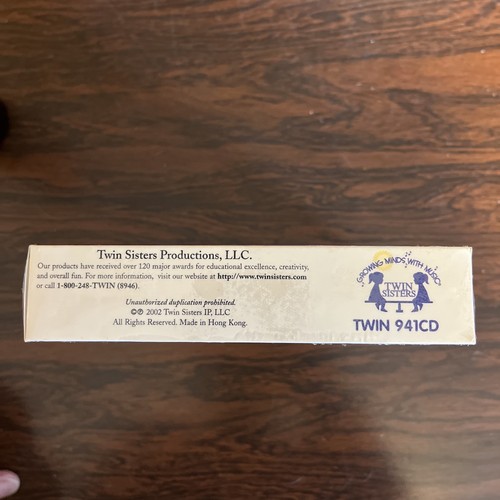 Twin Sisters Productions, LLC.
Our products have received over 120 major awards for educational excellence, creativity,
and overall fun. For more information, visit our website at http://www.twinsisters.com
or call 1-800-248-TWIN (8946).
Unauthorized duplication prohibited.
©℗ 2002 Twin Sisters IP, LLC
All Rights Reserved. Made in Hong Kong.
GROWING MINDS WITH MUSIC
TWIN
SISTERS
TWIN 941CD